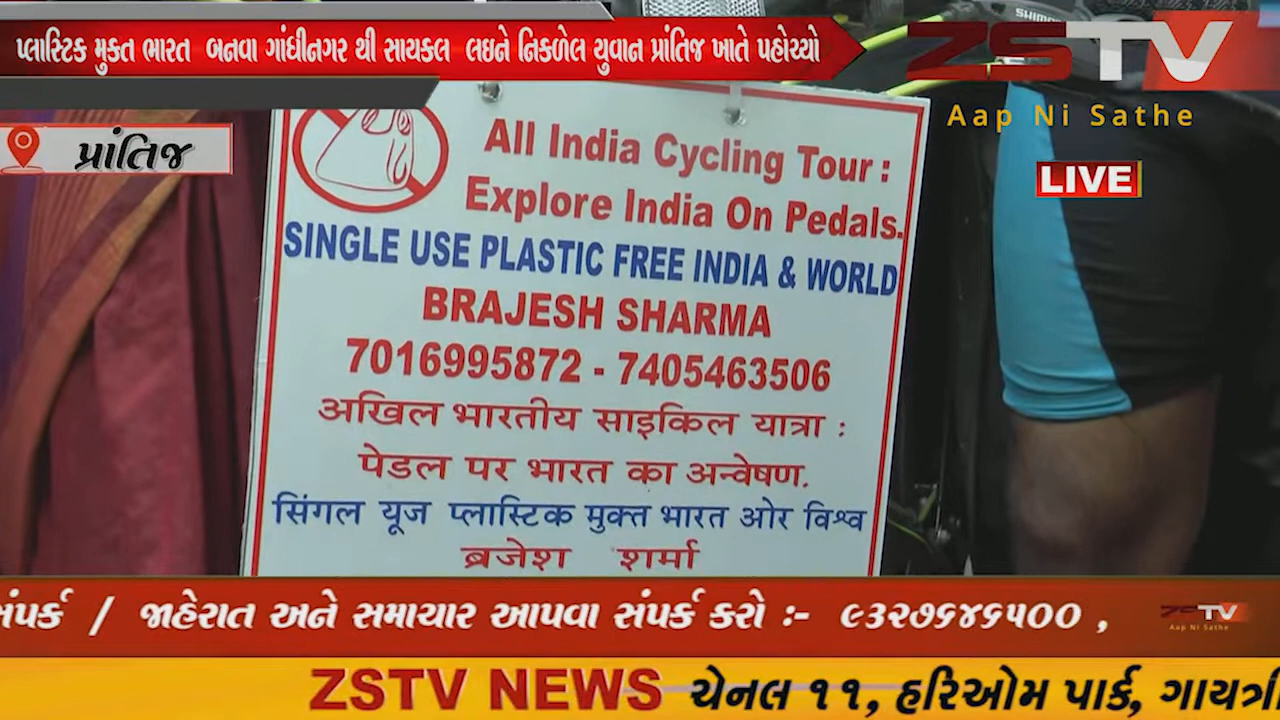 પ્લાસ્ટિક મુક્ત ભારત બનવા ગાંધીનગર થી સાયકલ લઇને નિકળેલ યુવાન પ્રાંતિજ ખાતે પહોચ્યો
SHIMANO
ZSTV
Aap Ni Sathe
પ્રાંતિજ
LIVE
All India Cycling Tour :
Explore India On Pedals.
SINGLE USE PLASTIC FREE INDIA & WORLD
BRAJESH SHARMA
7016995872 - 7405463506
अखिल भारतीय साइकिल यात्रा :
पेडल पर भारत का अन्वेषण.
सिंगल यूज प्लास्टिक मुक्त भारत ओर विश्व
ब्रजेश शर्मा
સંપર્ક / જાહેરાત અને સમાચાર આપવા સંપર્ક કરો :- ૯૩૨૭૬૪૬૫૦૦ ,
ZSTV
Aap Ni Sathe
ZSTV NEWS ચેનલ ૧૧, હરિઓમ પાર્ક, ગાયત્રી